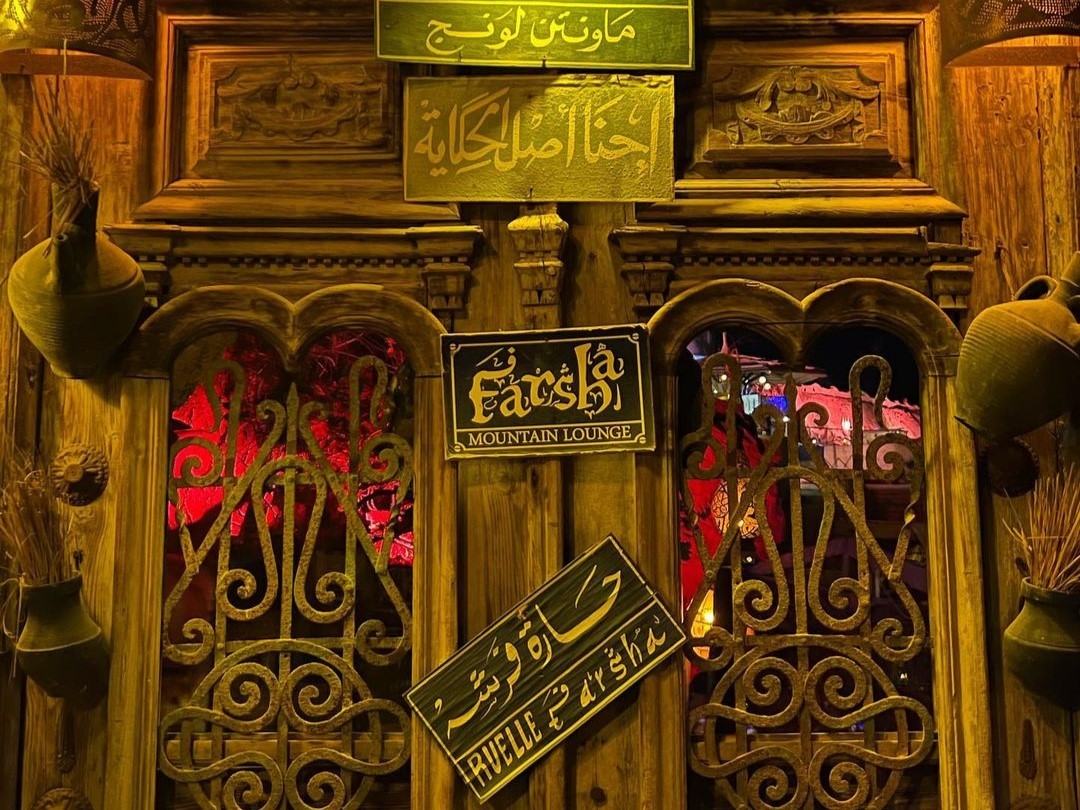 ماونتن لونج
إحنا أصل الحكاية
Farsha
MOUNTAIN LOUNGE
حارة فرشة
RUELLE Farsha